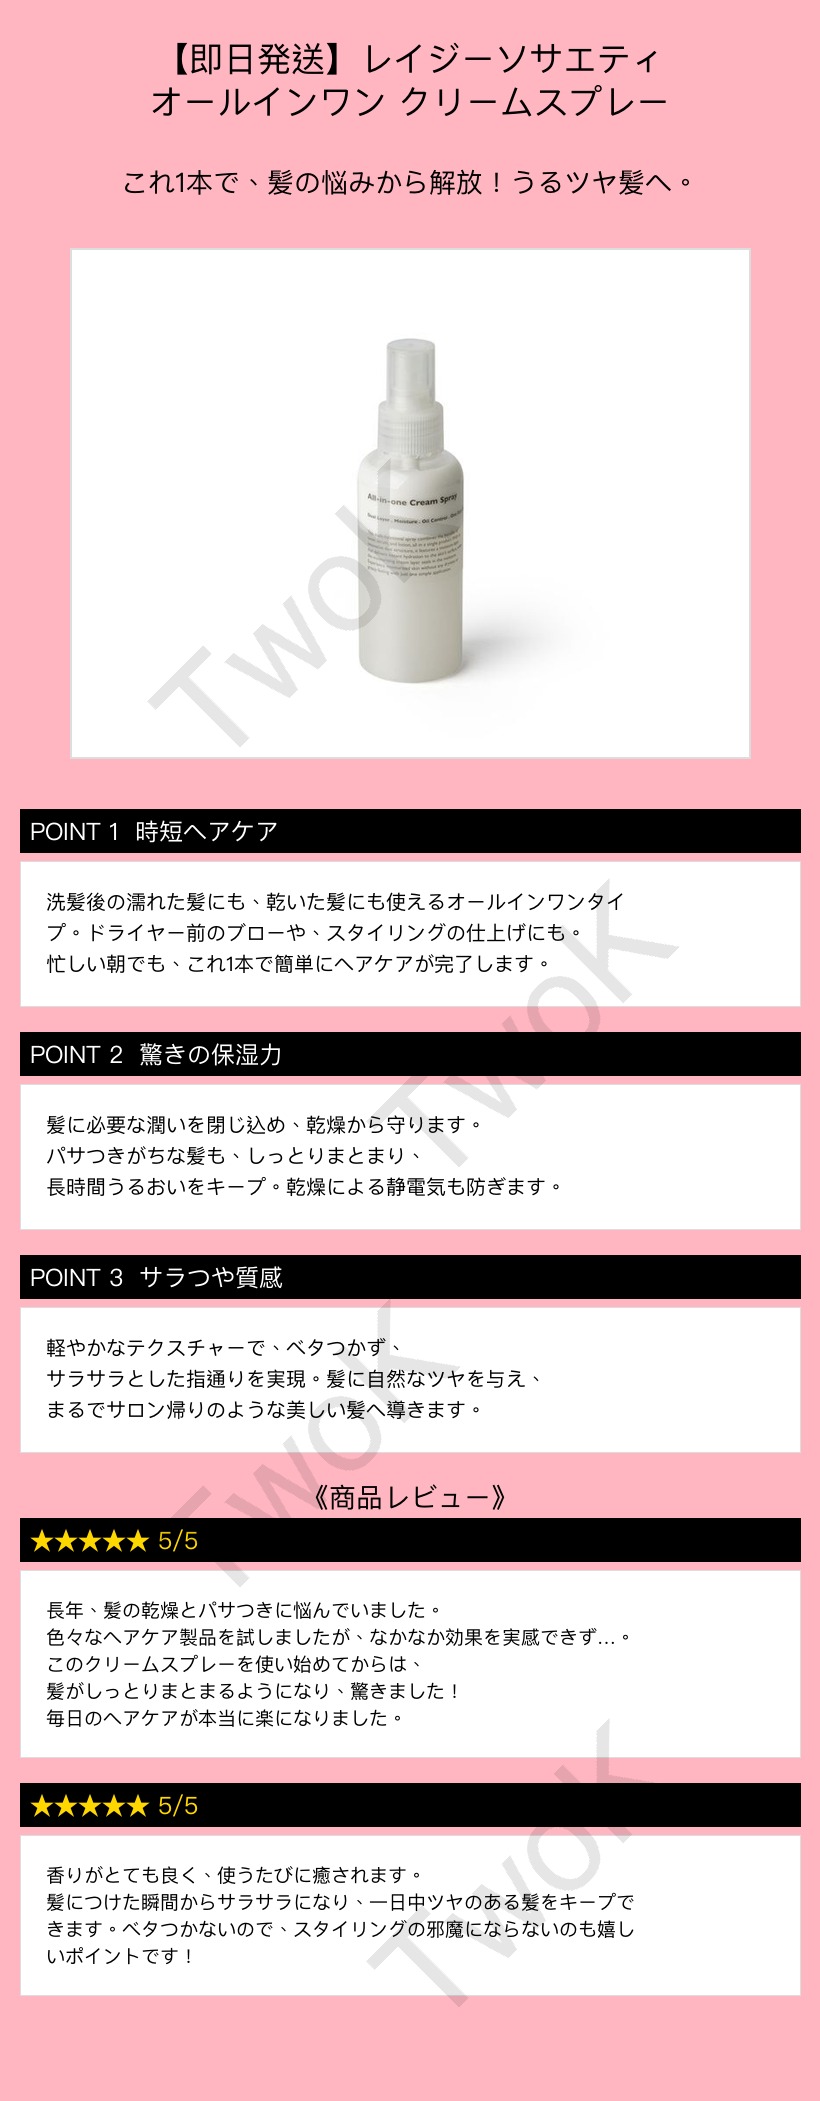 【即日発送】レイジーソサエティ
オールインワン クリームスプレー
これ1本で、髪の悩みから解放！うるツヤ髪へ。
All-in-one Cream Spray
Moisture . Oil Control
TwoK
POINT 1 時短ヘアケア
洗髪後の濡れた髪にも、乾いた髪にも使えるオールインワンタイ
プ。ドライヤー前のブローや、スタイリングの仕上げにも。
忙しい朝でも、これ1本で簡単にヘアケアが完了します。
TwoK
POINT 2 驚きの保湿力
髪に必要な潤いを閉じ込め、乾燥から守ります。
パサつきがちな髪も、しっとりまとまり、
長時間うるおいをキープ。乾燥による静電気も防ぎます。
POINT 3 サラつや質感
軽やかなテクスチャーで、ベタつかず、
サラサラとした指通りを実現。髪に自然なツヤを与え、
まるでサロン帰りのような美しい髪へ導きます。
TwoK
《商品レビュー》
★★★★★ 5/5
長年、髪の乾燥とパサつきに悩んでいました。
色々なヘアケア製品を試しましたが、なかなか効果を実感できず…。
このクリームスプレーを使い始めてからは、
髪がしっとりまとまるようになり、驚きました！
毎日のヘアケアが本当に楽になりました。
★★★★★ 5/5
香りがとても良く、使うたびに癒されます。
髪につけた瞬間からサラサラになり、一日中ツヤのある髪をキープで
きます。ベタつかないので、スタイリングの邪魔にならないのも嬉し
いポイントです！
TwoK